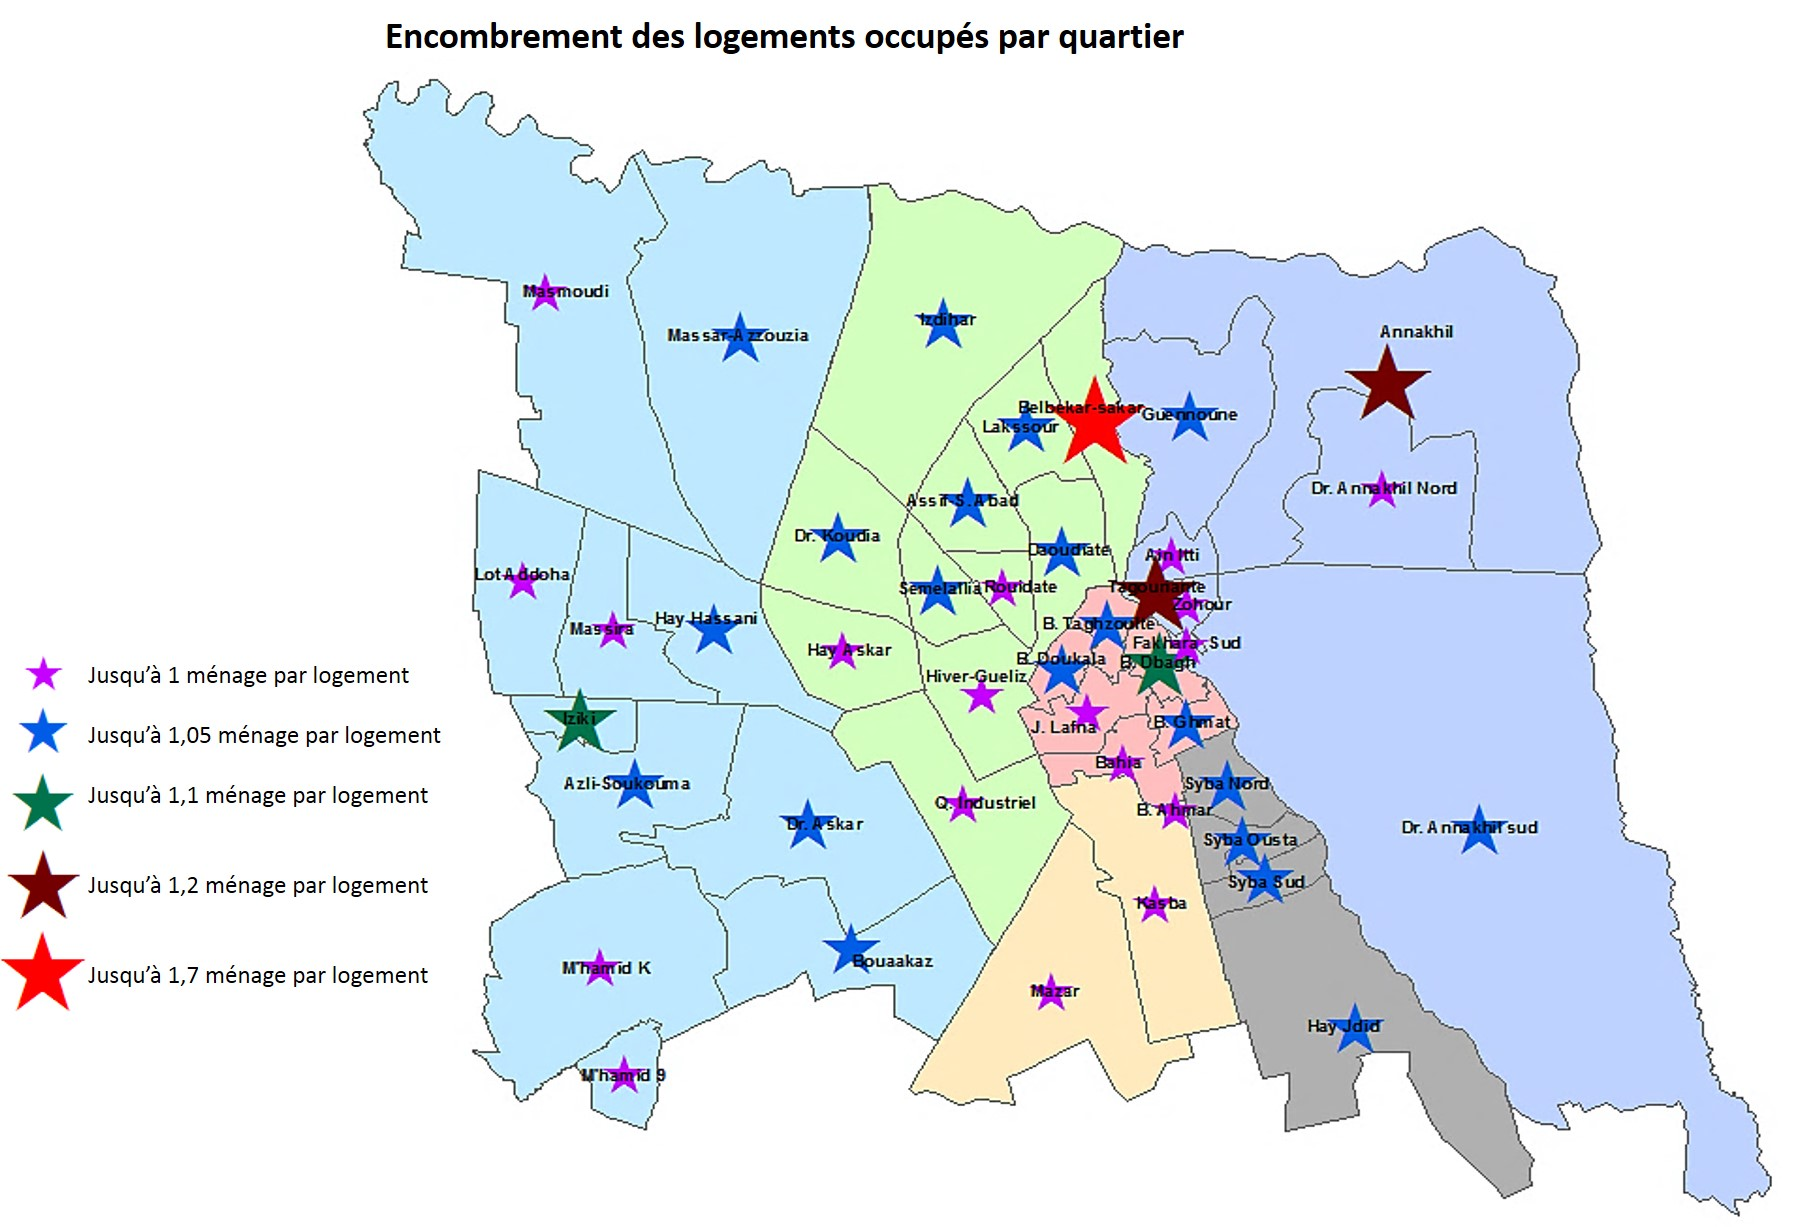 Encombrement des logements occupés par quartier
Masmoudi
Massar-Azzouzia
Izdihar
Annakhil
Belbekar-sakar
Lakssour
Guennoune
Dr. Annakhil Nord
Assif-S.Abad
Dr. Koudia
Daoudiate
Ain Itti
Lot Addoha
Semelallia
Rouidate
Tagounante
Zohour
Massira
Hay Hassani
B. Taghzoute
Fakhara Sud
Hay Askar
B. Doukala
B. Dbagh
Hiver-Gueliz
Iziki
J. Lafna
B. Ghmat
Bahia
Azli-Soukouma
Syba Nord
Q. Industriel
B. Ahmar
Dr. Askar
Syba Ousta
Dr. Annakhil sud
Syba Sud
Kasba
Bouaakaz
M'hamid K
Mazar
Hay Jdid
M'hamid 9
Jusqu'à 1 ménage par logement
Jusqu'à 1,05 ménage par logement
Jusqu'à 1,1 ménage par logement
Jusqu'à 1,2 ménage par logement
Jusqu'à 1,7 ménage par logement